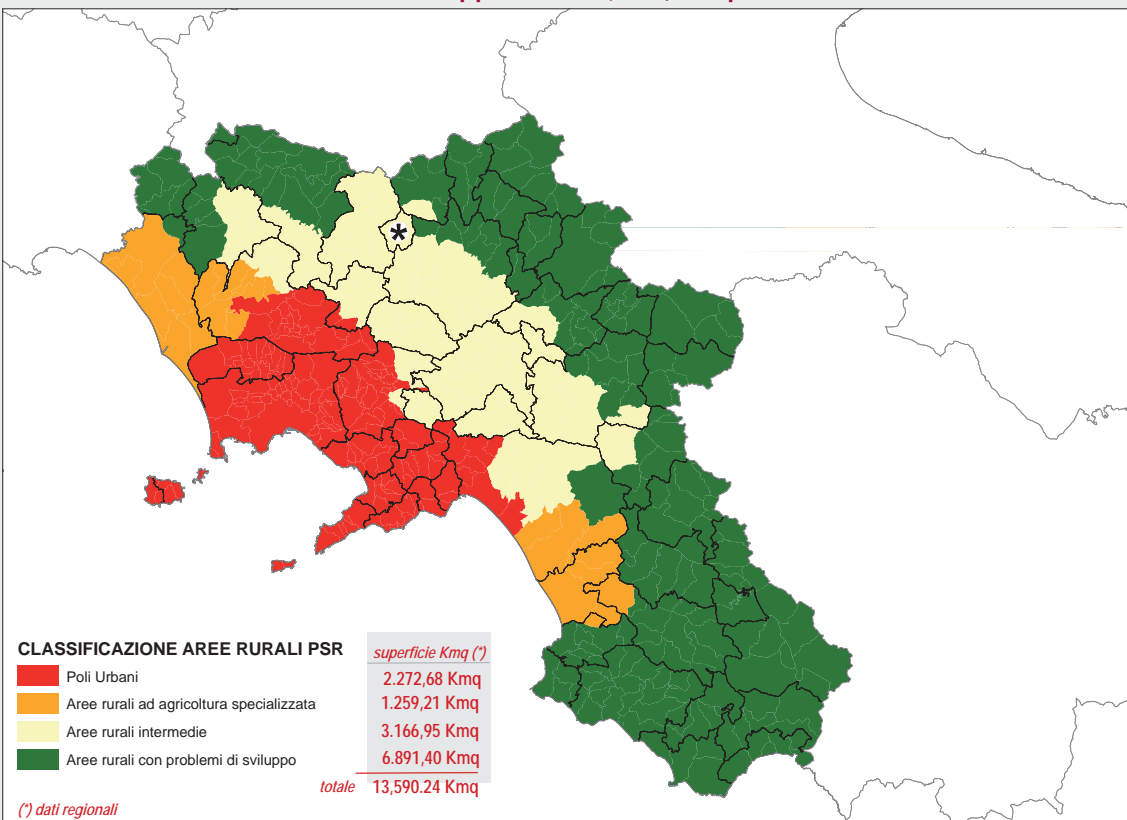 *
CLASSIFICAZIONE AREE RURALI PSR
superficie Kmq (*)
Poli Urbani
2.272,68 Kmq
Aree rurali ad agricoltura specializzata
1.259,21 Kmq
Aree rurali intermedie
3.166,95 Kmq
Aree rurali con problemi di sviluppo
6.891,40 Kmq
totale 13,590.24 Kmq
(*) dati regionali